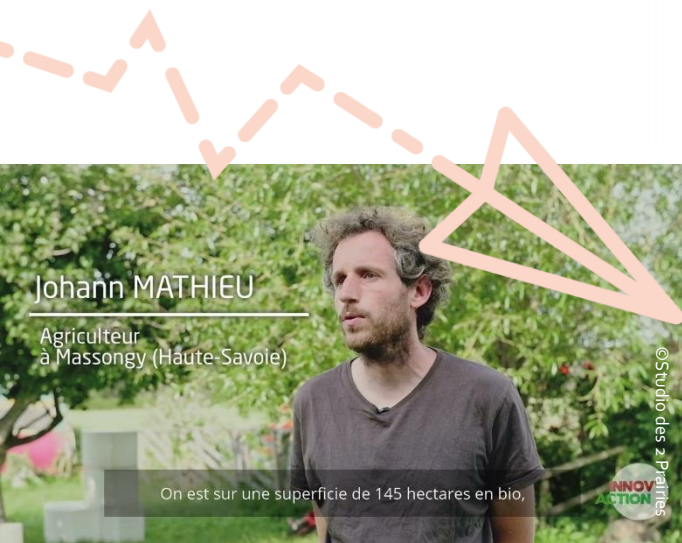 Johann MATHIEU
Agriculteur
à Massongy (Haute-Savoie)
©Studio des 2 Prairies
On est sur une superficie de 145 hectares en bio,
INNOV
ACTION